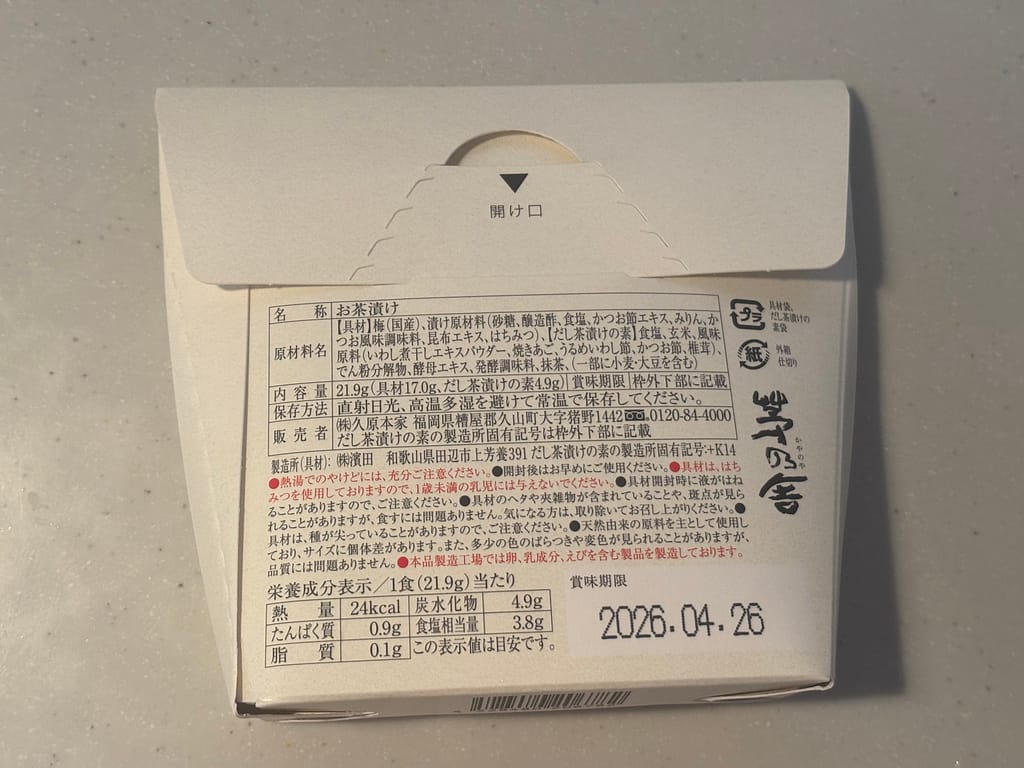 開け口
名称 お茶漬け
原材料名 【具材】梅(国産)、漬け原材料(砂糖、醸造酢、食塩、かつお節エキス、みりん、か
つお風味調味料、昆布エキス、はちみつ)、【だし茶漬けの素】食塩、玄米、風味
原料(いわし煮干しエキスパウダー、焼きあご、うるめいわし節、かつお節、椎茸)、
でん粉分解物、酵母エキス、発酵調味料、抹茶、(一部に小麦・大豆を含む)
内容量 21.9g(具材17.0g、だし茶漬けの素4.9g) 賞味期限 枠外下部に記載
保存方法 直射日光、高温多湿を避けて常温で保存してください。
販売者 ㈱久原本家 福岡県糟屋郡久山町大字猪野1442 0120-84-4000
だし茶漬けの素の製造所固有記号は枠外下部に記載
製造所(具材): ㈱濱田 和歌山県田辺市上芳養391 だし茶漬けの素の製造所固有記号:+K14
●熱湯でのやけどには、充分ご注意ください。●開封後はお早めにご使用ください。●具材は、はち
みつを使用しておりますので、1歳未満の乳児には与えないでください。●具材開封時に液がはね
ることがありますので、ご注意ください。●具材のヘタや夾雑物が含まれていることや、斑点が見ら
れることがありますが、食すには問題ありません。気になる方は、取り除いてお召し上がりください。●
具材は、種が尖っていることがありますので、ご注意ください。●天然由来の原料を主として使用し
ており、サイズに個体差があります。また、多少の色のばらつきや変色が見られることがありますが、
品質には問題ありません。●本品製造工場では卵、乳成分、えびを含む製品を製造しております。
栄養成分表示/1食(21.9g)当たり
熱量 24kcal 炭水化物 4.9g
たんぱく質 0.9g 食塩相当量 3.8g
脂質 0.1g この表示値は目安です。
賞味期限
2026.04.26
プラ
具材袋、
だし茶漬けの
素袋
紙
外箱
仕切り
茅乃舎
かやのや